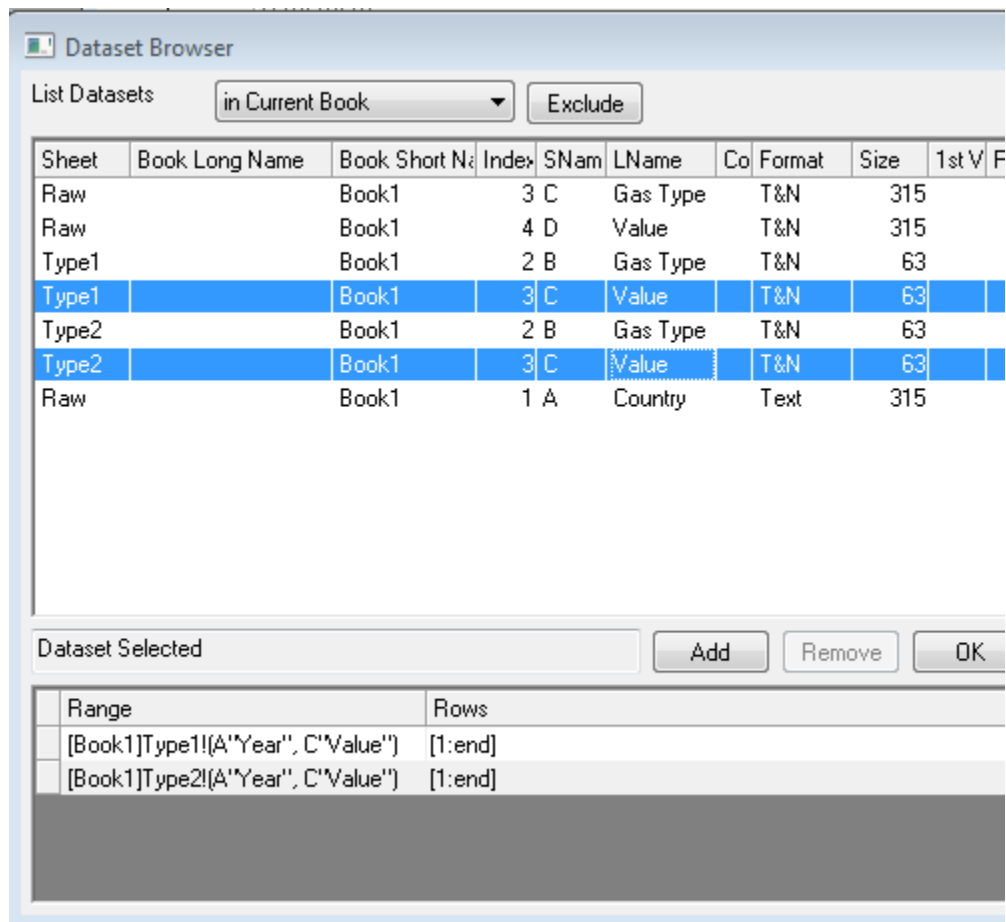 Dataset Browser
List Datasets in Current Book Exclude
Sheet Book Long Name Book Short Na Index SNam LName Co Format Size 1st V F
Raw Book1 3 C Gas Type T&N 315
Raw Book1 4 D Value T&N 315
Type1 Book1 2 B Gas Type T&N 63
Type1 Book1 3 C Value T&N 63
Type2 Book1 2 B Gas Type T&N 63
Type2 Book1 3 C Value T&N 63
Raw Book1 1 A Country Text 315
Dataset Selected Add Remove OK
Range Rows
[Book1]Type1!(A"Year", C"Value") [1:end]
[Book1]Type2!(A"Year", C"Value") [1:end]